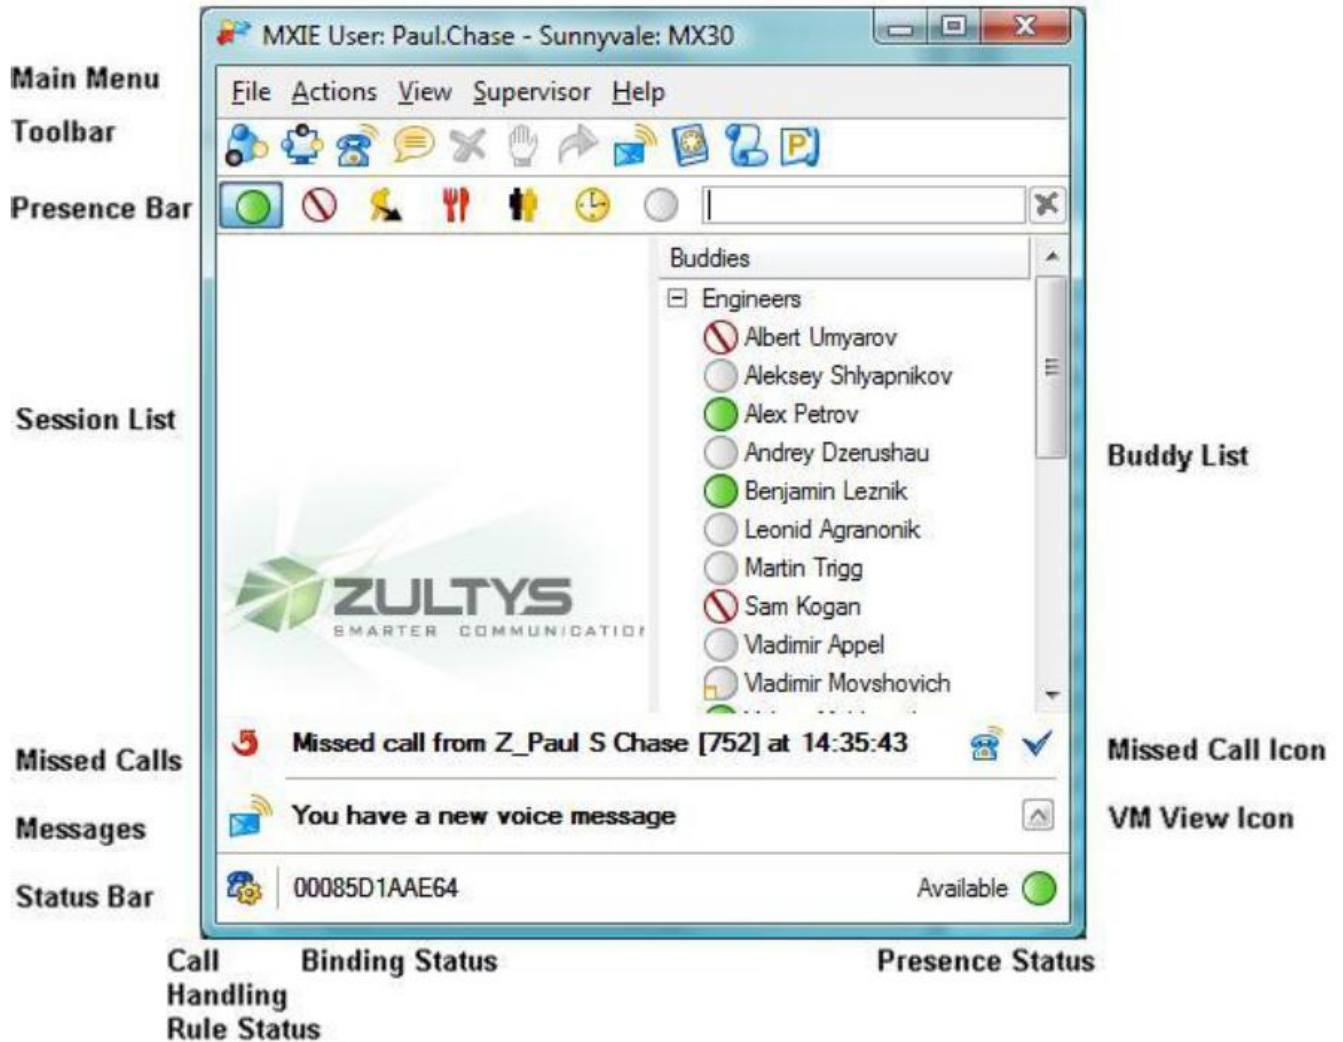 MXIE User: Paul.Chase - Sunnyvale: MX30
Main Menu
File Actions View Supervisor Help
Toolbar
P
Presence Bar
Buddies
Engineers
Albert Umyarov
Aleksey Shlyapnikov
Session List
Alex Petrov
Andrey Dzerushau
Buddy List
Benjamin Leznik
Leonid Agranonik
Martin Trigg
ZULTYS
Sam Kogan
SMARTER COMMUNICATION
Vladimir Appel
Vladimir Movshovich
Missed Calls
Missed call from Z_Paul S Chase [752] at 14:35:43
Missed Call Icon
Messages
You have a new voice message
VM View Icon
Status Bar
00085D1AAE64
Available
Call Handling Rule Status
Binding Status
Presence Status